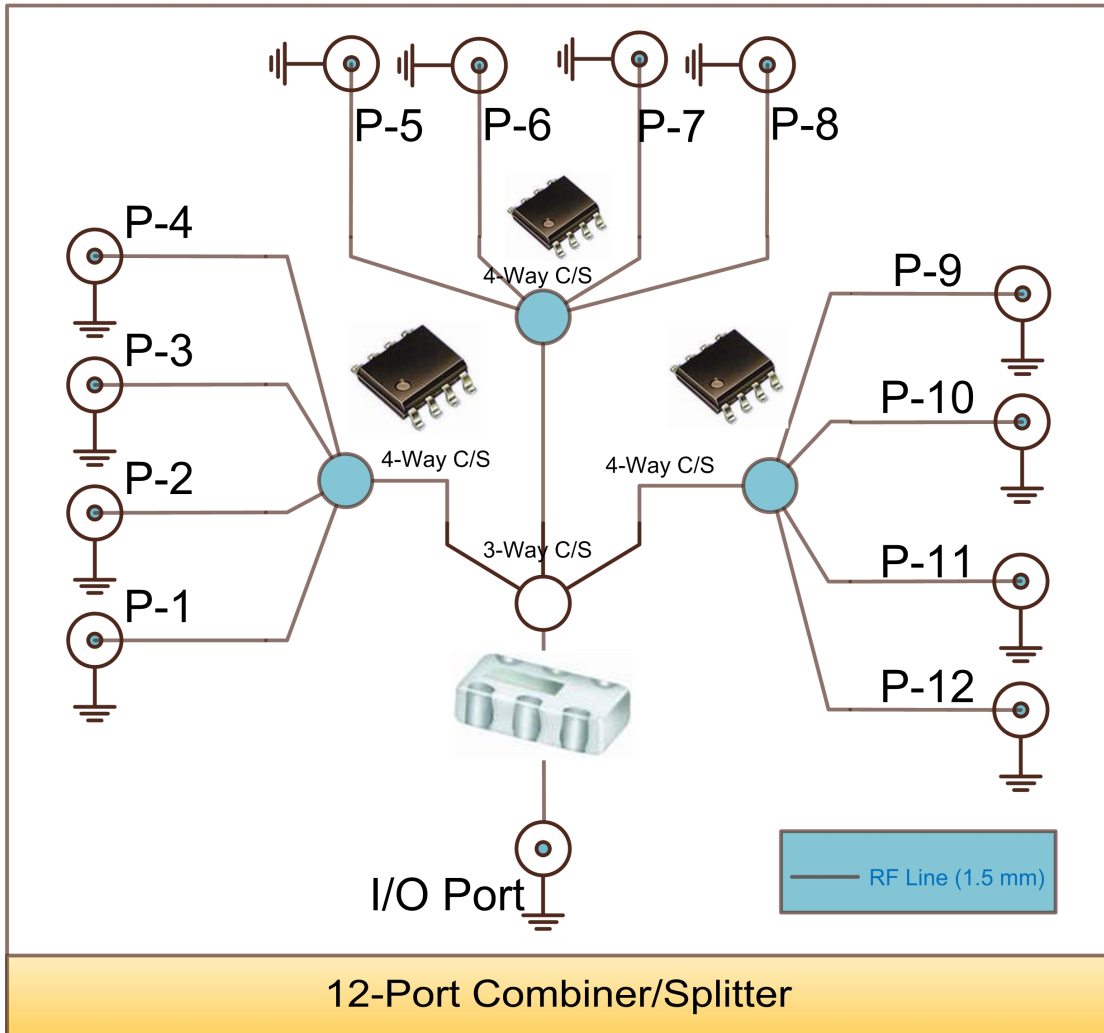 P-5
P-6
P-7
P-8
P-4
4-Way C/S
P-9
P-3
P-10
4-Way C/S
4-Way C/S
P-2
3-Way C/S
P-11
P-1
P-12
RF Line (1.5 mm)
I/O Port
12-Port Combiner/Splitter